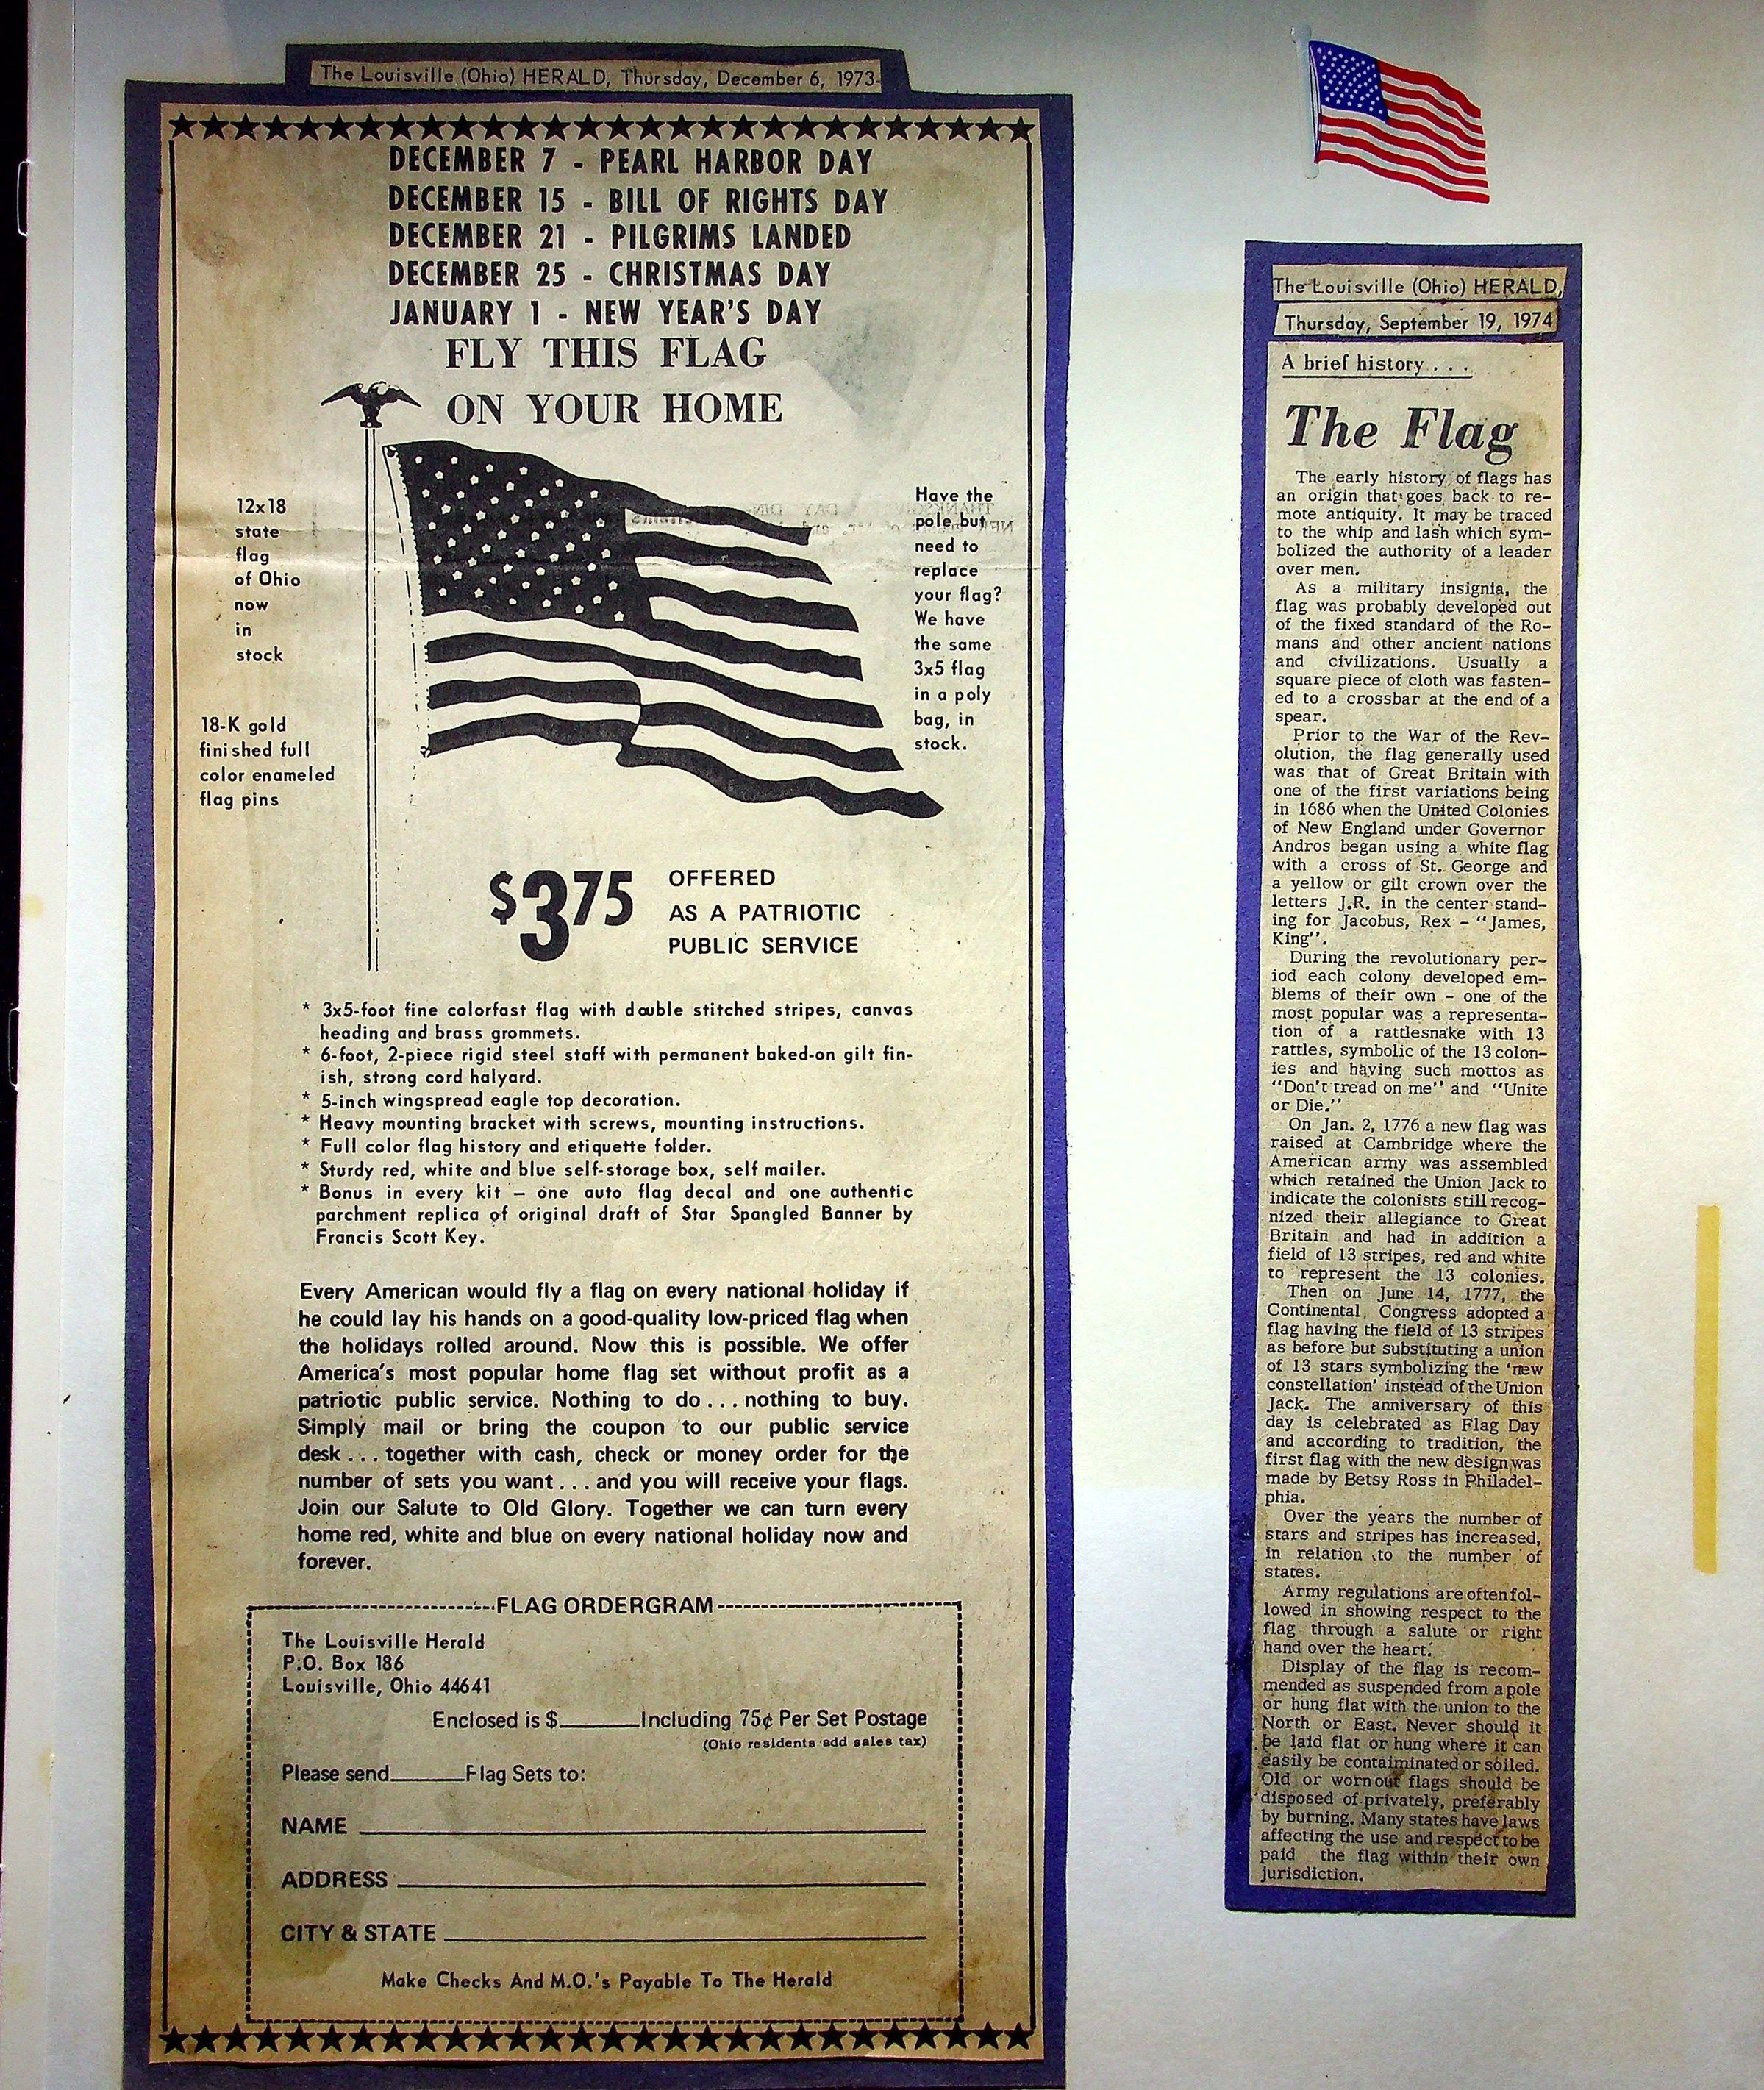 The Louisville (Ohio) HERALD, Thursday, December 6, 1973-
DECEMBER 7 - PEARL HARBOR DAY
DECEMBER 15 - BILL OF RIGHTS DAY
DECEMBER 21 - PILGRIMS LANDED
DECEMBER 25 - CHRISTMAS DAY
JANUARY 1 - NEW YEAR'S DAY
FLY THIS FLAG
ON YOUR HOME
12x18
state
flag
of Ohio
now
in
stock
18-K gold
finished full
color enameled
flag pins
Have the
pole but
need to
replace
your flag?
We have
the same
3x5 flag
in a poly
bag, in
stock.
$3.75
OFFERED
AS A PATRIOTIC
PUBLIC SERVICE
* 3x5-foot fine colorfast flag with double stitched stripes, canvas
heading and brass grommets.
* 6-foot, 2-piece rigid steel staff with permanent baked-on gilt fin-
ish, strong cord halyard.
* 5-inch wingspread eagle top decoration.
* Heavy mounting bracket with screws, mounting instructions.
* Full color flag history and etiquette folder.
* Sturdy red, white and blue self-storage box, self mailer.
* Bonus in every kit — one auto flag decal and one authentic
parchment replica of original draft of Star Spangled Banner by
Francis Scott Key.
Every American would fly a flag on every national holiday if
he could lay his hands on a good-quality low-priced flag when
the holidays rolled around. Now this is possible. We offer
America's most popular home flag set without profit as a
patriotic public service. Nothing to do . . . nothing to buy.
Simply mail or bring the coupon to our public service
desk . . . together with cash, check or money order for the
number of sets you want . . . and you will receive your flags.
Join our Salute to Old Glory. Together we can turn every
home red, white and blue on every national holiday now and
forever.
FLAG ORDERGRAM
The Louisville Herald
P.O. Box 186
Louisville, Ohio 44641
Enclosed is $_______Including 75¢ Per Set Postage
(Ohio residents add sales tax)
Please send_______Flag Sets to:
NAME
ADDRESS
CITY & STATE
Make Checks And M.O.'s Payable To The Herald
The Louisville (Ohio) HERALD,
Thursday, September 19, 1974
A brief history . . .
The Flag
The early history of flags has
an origin that goes back to re-
mote antiquity. It may be traced
to the whip and lash which sym-
bolized the authority of a leader
over men.
As a military insignia, the
flag was probably developed out
of the fixed standard of the Ro-
mans and other ancient nations
and civilizations. Usually a
square piece of cloth was fasten-
ed to a crossbar at the end of a
spear.
Prior to the War of the Rev-
olution, the flag generally used
was that of Great Britain with
one of the first variations being
in 1686 when the United Colonies
of New England under Governor
Andros began using a white flag
with a cross of St. George and
a yellow or gilt crown over the
letters J.R. in the center stand-
ing for Jacobus, Rex - "James,
King".
During the revolutionary per-
iod each colony developed em-
blems of their own - one of the
most popular was a representa-
tion of a rattlesnake with 13
rattles, symbolic of the 13 colon-
ies and having such mottos as
"Don't tread on me" and "Unite
or Die."
On Jan. 2, 1776 a new flag was
raised at Cambridge where the
American army was assembled
which retained the Union Jack to
indicate the colonists still recog-
nized their allegiance to Great
Britain and had in addition a
field of 13 stripes, red and white
to represent the 13 colonies.
Then on June 14, 1777, the
Continental Congress adopted a
flag having the field of 13 stripes
as before but substituting a union
of 13 stars symbolizing the 'new
constellation' instead of the Union
Jack. The anniversary of this
day is celebrated as Flag Day
and according to tradition, the
first flag with the new design was
made by Betsy Ross in Philadel-
phia.
Over the years the number of
stars and stripes has increased,
in relation to the number of
states.
Army regulations are often fol-
lowed in showing respect to the
flag through a salute or right
hand over the heart.
Display of the flag is recom-
mended as suspended from a pole
or hung flat with the union to the
North or East. Never should it
be laid flat or hung where it can
easily be contaiminated or soiled.
Old or worn out flags should be
disposed of privately, preferably
by burning. Many states have laws
affecting the use and respect to be
paid the flag within their own
jurisdiction.